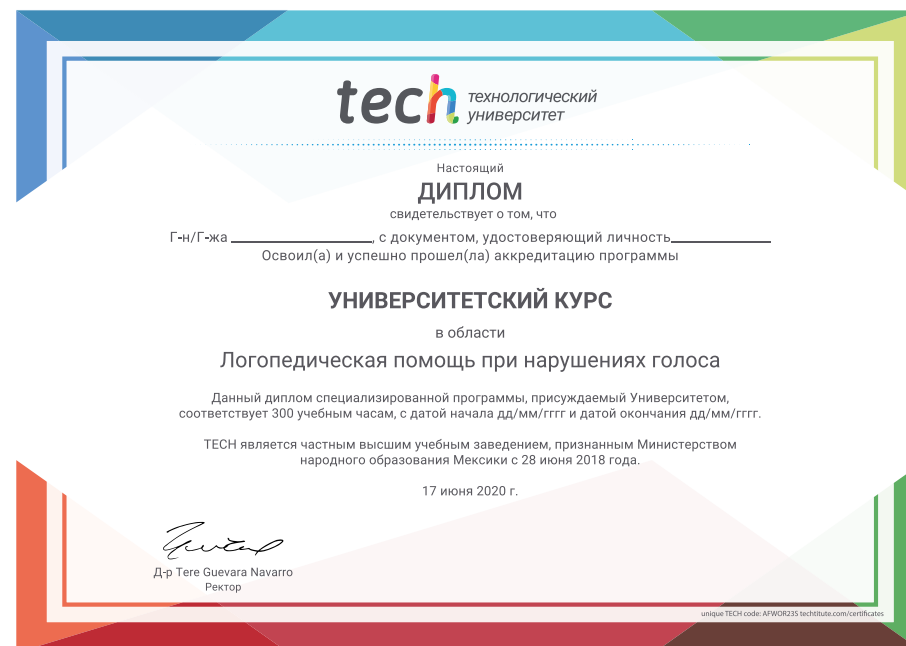 tech технологический университет
Настоящий
ДИПЛОМ
свидетельствует о том, что
Г-н/Г-жа ____________________, с документом, удостоверяющий личность______________
Освоил(а) и успешно прошел(ла) аккредитацию программы
УНИВЕРСИТЕТСКИЙ КУРС
в области
Логопедическая помощь при нарушениях голоса
Данный диплом специализированной программы, присуждаемый Университетом,
соответствует 300 учебным часам, с датой начала дд/мм/гггг и датой окончания дд/мм/гггг.
TECH является частным высшим учебным заведением, признанным Министерством
народного образования Мексики с 28 июня 2018 года.
17 июня 2020 г.
Д-р Tere Guevara Navarro
Ректор
unique TECH code: AFWOR23S techtitute.com/certificates